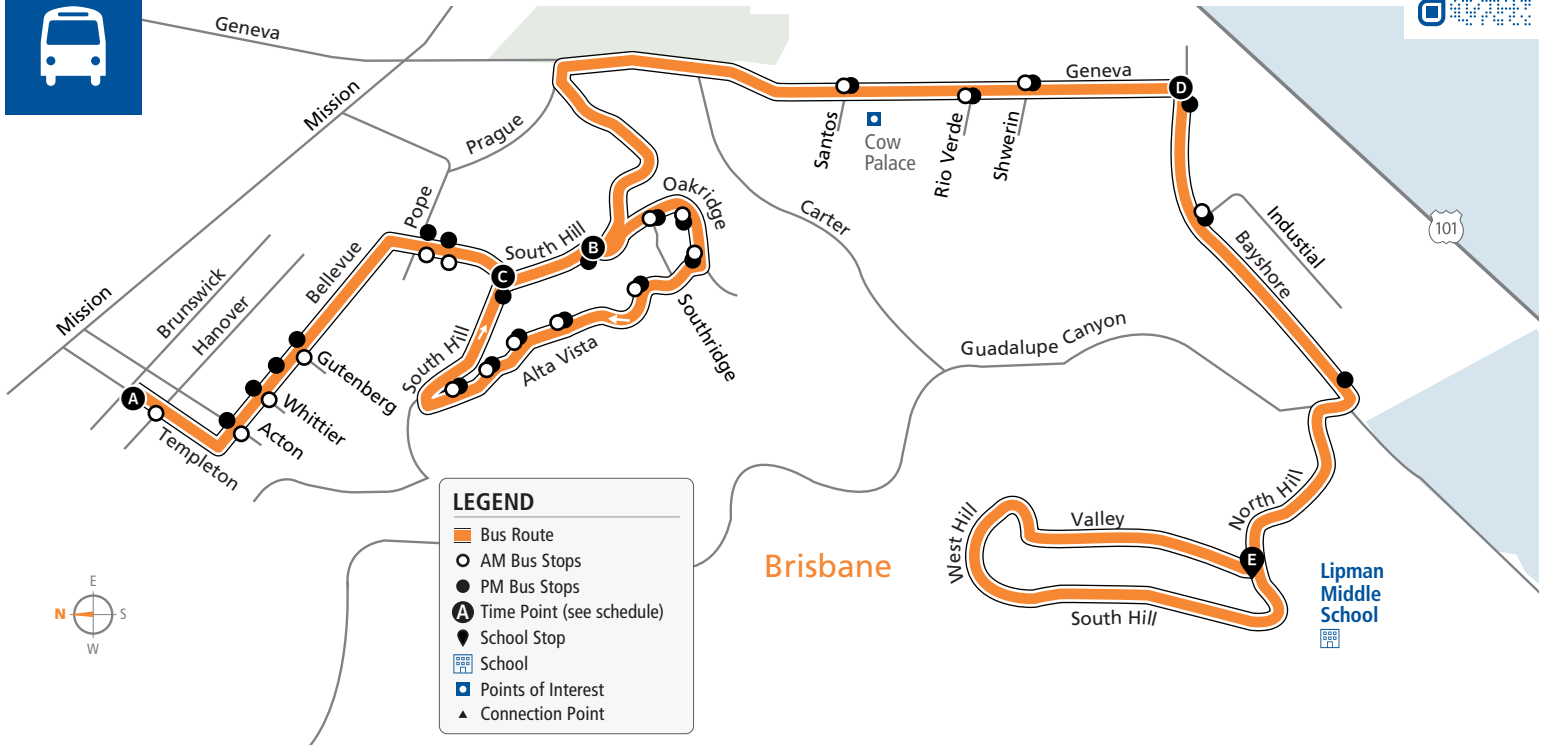 Geneva
Mission
Prague
Pope
South Hill
B
Oakridge
Geneva
D
Santos
Cow
Palace
Rio Verde
Shwerin
Carter
101
Industial
Bayshore
Bellevue
C
Brunswick
Hanover
Mission
Gutenberg
Whittier
Acton
A
Templeton
South Hill
Alta Vista
Southridge
Guadalupe Canyon
North Hill
West Hill
Valley
E
South Hill
Brisbane
Lipman
Middle
School
LEGEND
Bus Route
AM Bus Stops
PM Bus Stops
A Time Point (see schedule)
School Stop
School
Points of Interest
Connection Point
E
N S
W